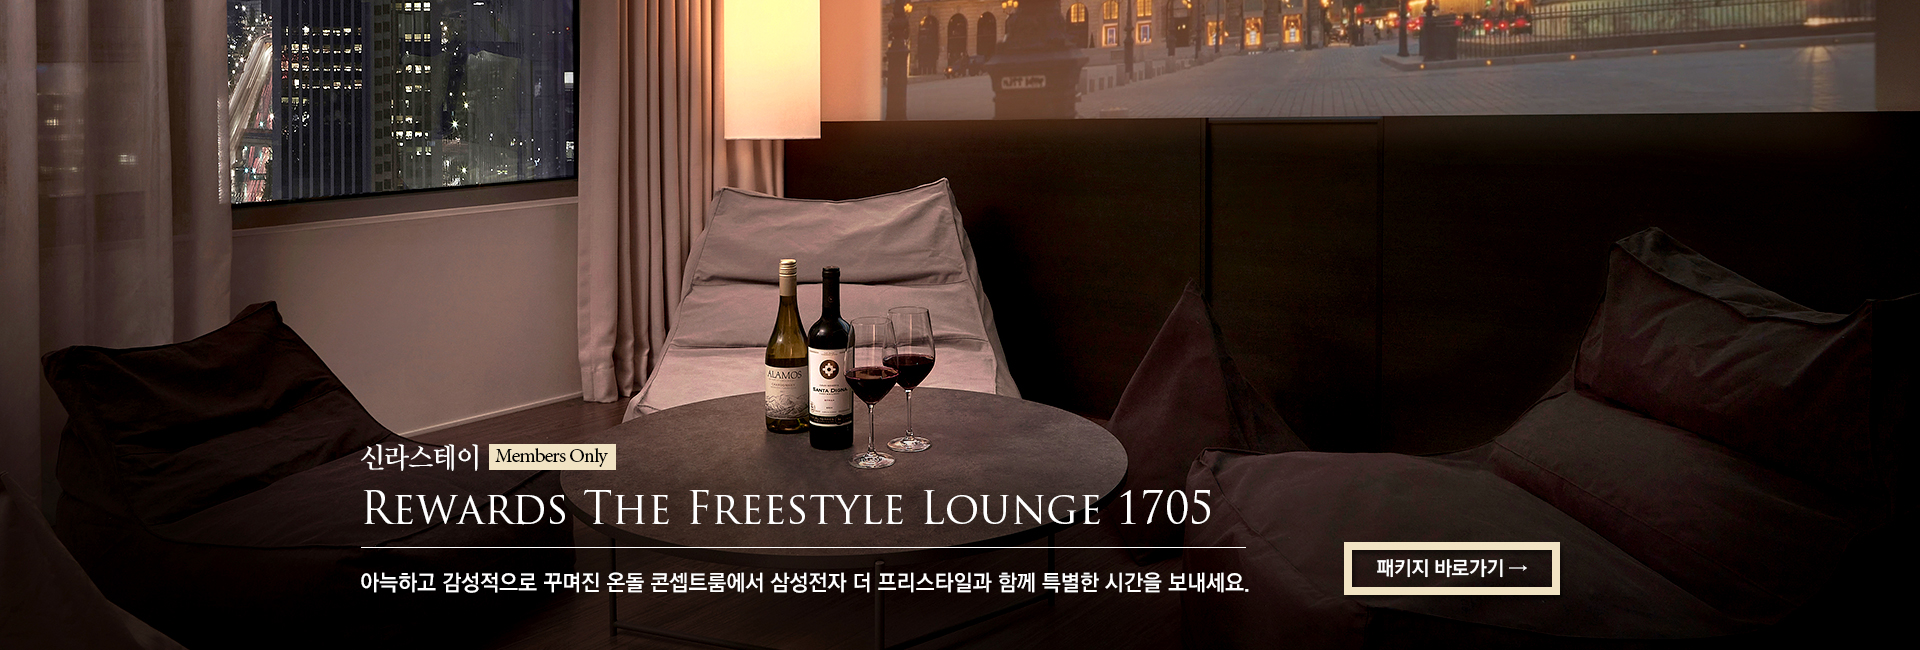 ALAMOS
SANTA DIGNA
신라스테이 Members Only
REWARDS THE FREESTYLE LOUNGE 1705
아늑하고 감성적으로 꾸며진 온돌 콘셉트룸에서 삼성전자 더 프리스타일과 함께 특별한 시간을 보내세요.
패키지 바로가기 →